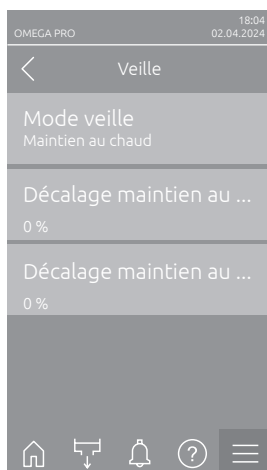 18:04
OMEGA PRO 02.04.2024
Veille
Mode veille
Maintien au chaud
Décalage maintien au ...
0 %
Décalage maintien au ...
0 %
?